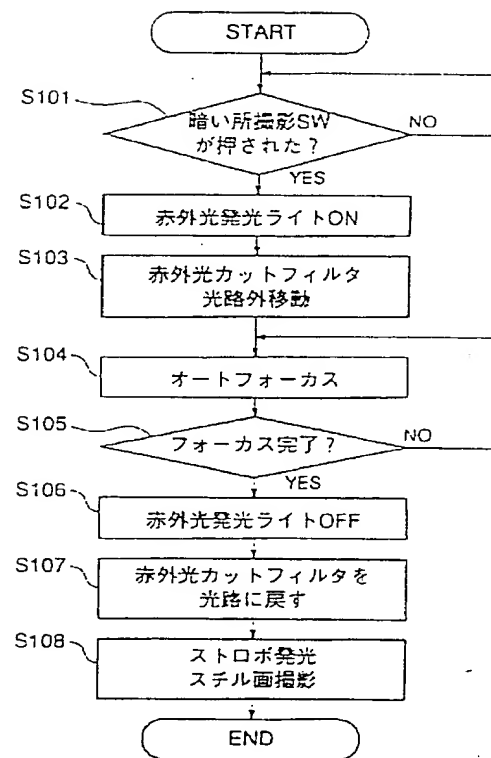 START
S101
暗い所撮影SW
が押された?
NO
YES
S102
赤外光発光ライトON
S103
赤外光カットフィルタ
光路外移動
S104
オートフォーカス
S105
フォーカス完了?
NO
YES
S106
赤外光発光ライトOFF
S107
赤外光カットフィルタを
光路に戻す
S108
ストロボ発光
スチル画撮影
END